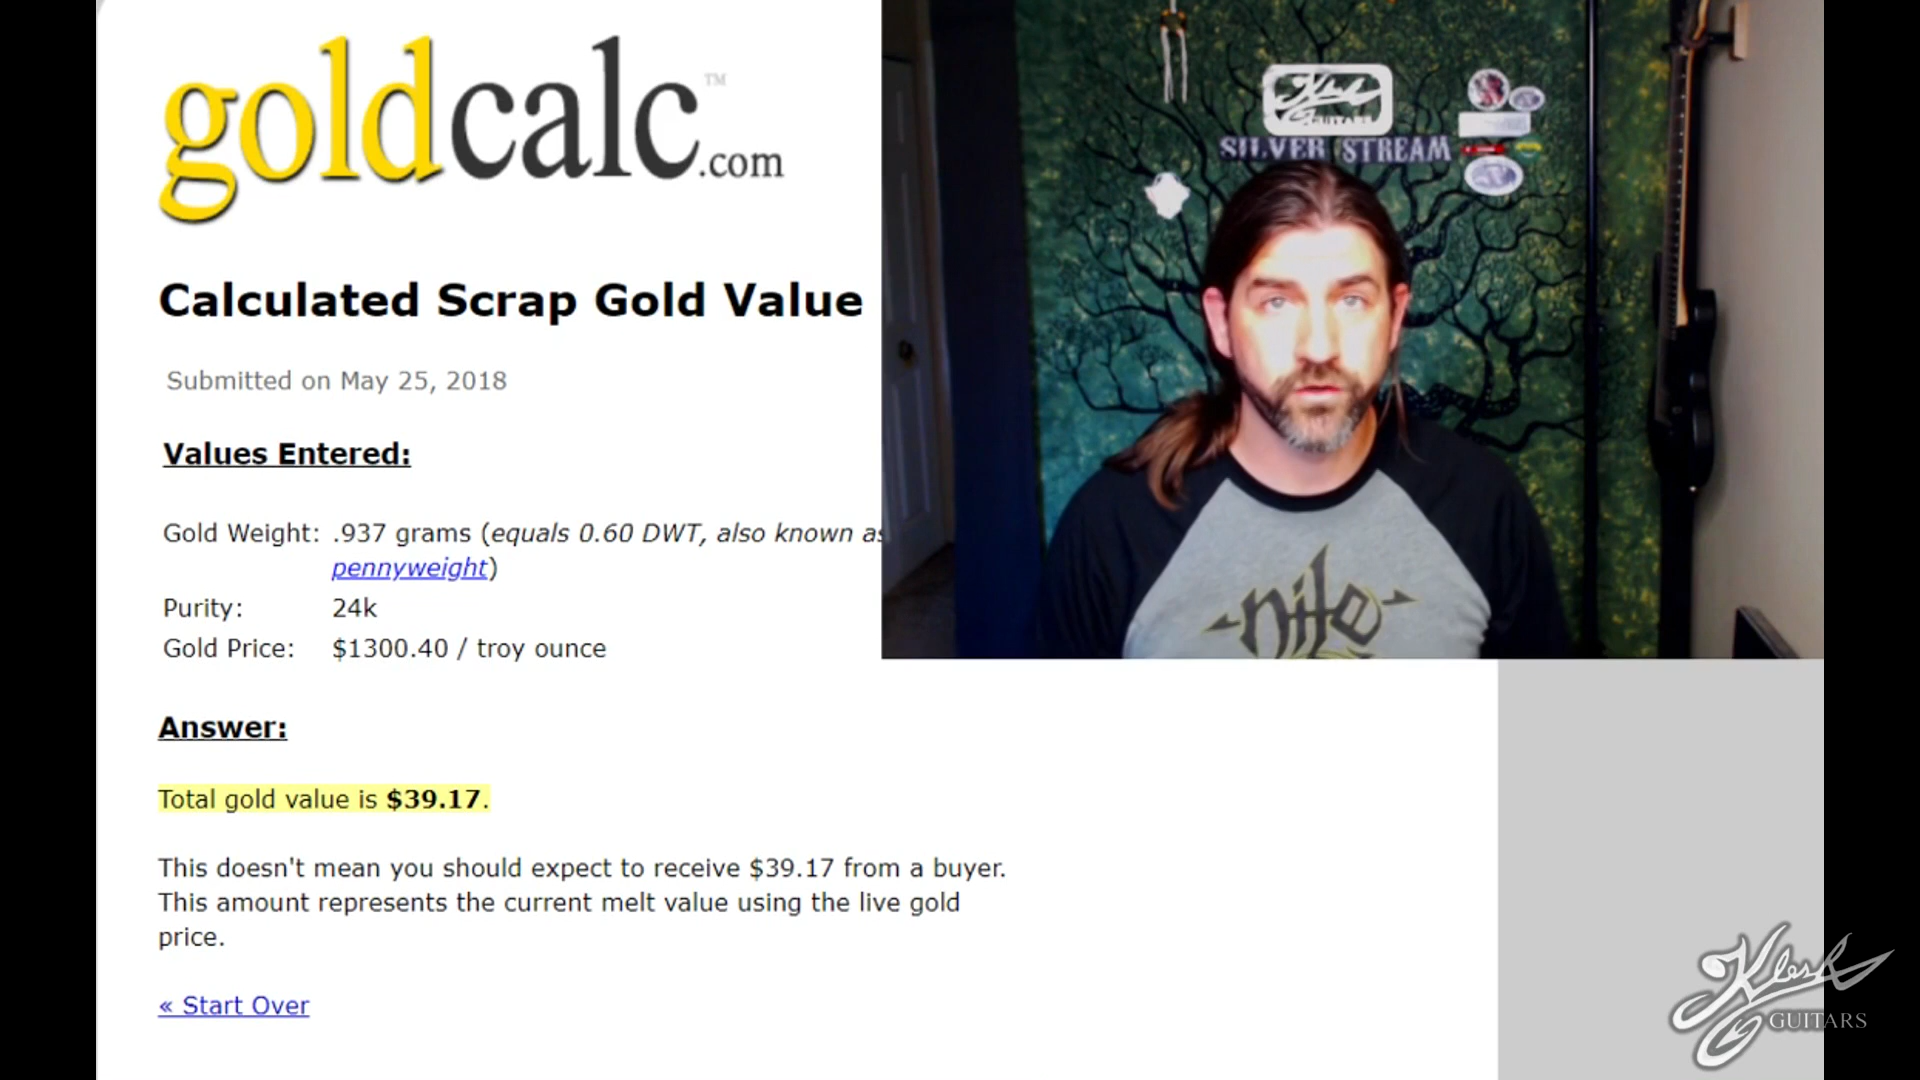 goldcalc.com
TM
Calculated Scrap Gold Value
Submitted on May 25, 2018
Values Entered:
Gold Weight: .937 grams (equals 0.60 DWT, also known as
pennyweight)
Purity: 24k
Gold Price: $1300.40 / troy ounce
Answer:
Total gold value is $39.17.
This doesn't mean you should expect to receive $39.17 from a buyer.
This amount represents the current melt value using the live gold
price.
« Start Over
Klesh
GUITARS
SILVER STREAM
nile
Klesh
GUITARS